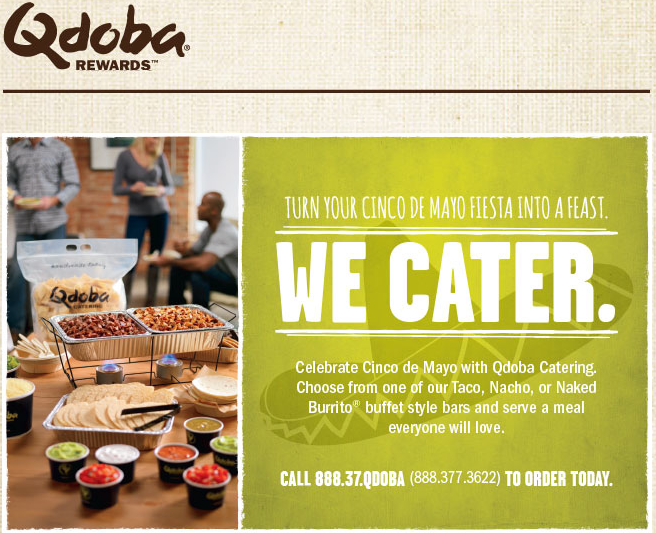 Qdoba®
REWARDS™
TURN YOUR CINCO DE MAYO FIESTA INTO A FEAST.
WE CATER.
Celebrate Cinco de Mayo with Qdoba Catering.
Choose from one of our Taco, Nacho, or Naked
Burrito® buffet style bars and serve a meal
everyone will love.
CALL 888.37.QDOBA (888.377.3622) TO ORDER TODAY.
Qdoba
CATERING